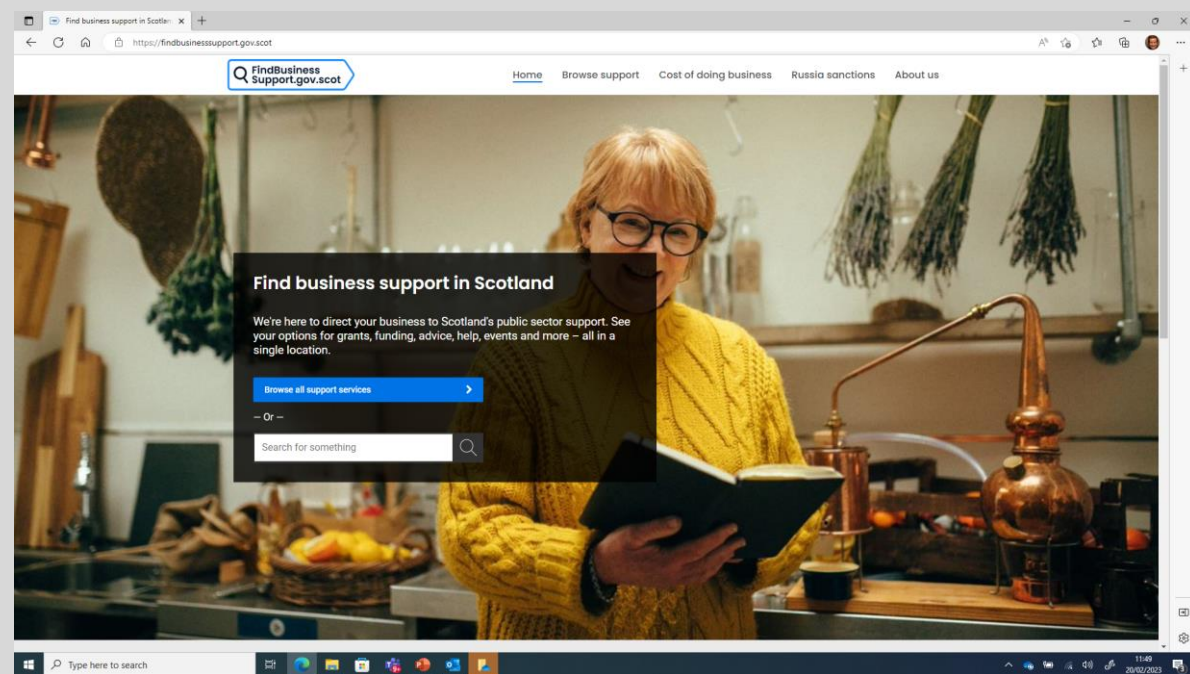 Find business support in Scotlan
https://findbusinesssupport.gov.scot
FindBusiness
Support.gov.scot
Home Browse support Cost of doing business Russia sanctions About us
Find business support in Scotland
We're here to direct your business to Scotland's public sector support. See
your options for grants, funding, advice, help, events and more – all in a
single location.
Browse all support services
– Or –
Search for something
Type here to search
11:49
20/02/2023